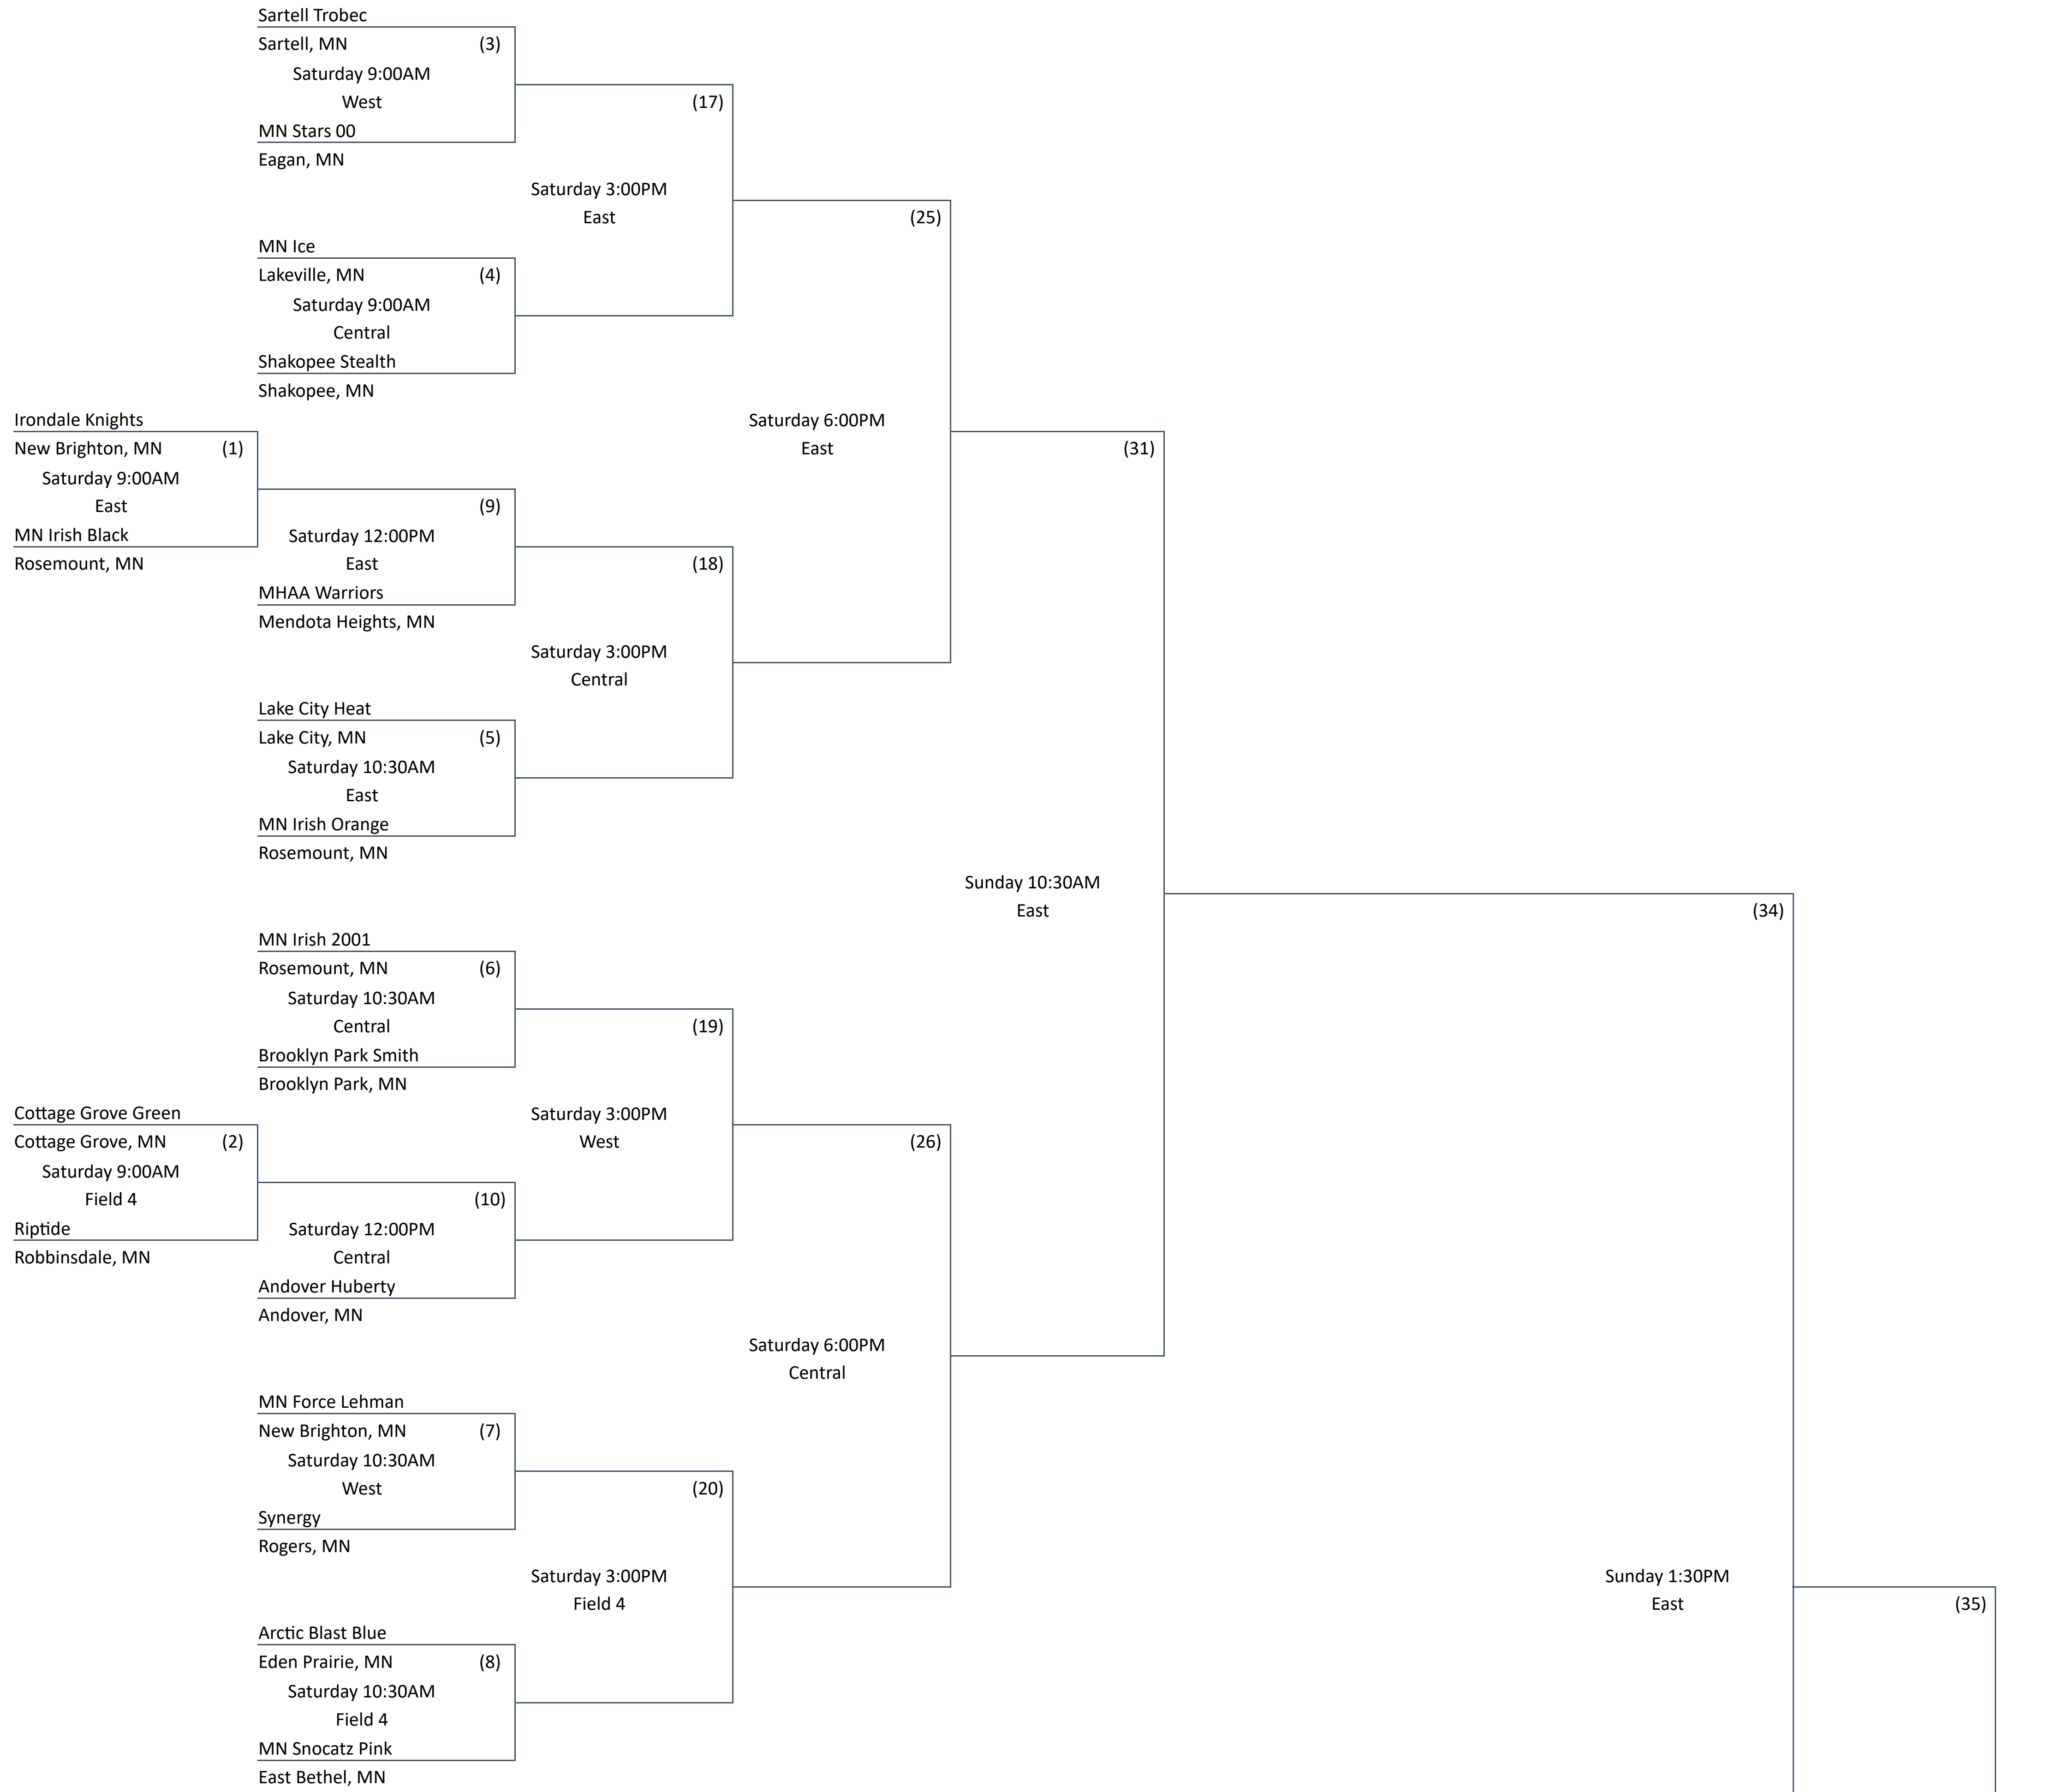 Sartell Trobec
Sartell, MN (3)
Saturday 9:00AM
West
(17)
MN Stars 00
Eagan, MN
Saturday 3:00PM
East
(25)
MN Ice
Lakeville, MN (4)
Saturday 9:00AM
Central
Shakopee Stealth
Shakopee, MN
Irondale Knights
New Brighton, MN (1)
Saturday 9:00AM
East
MN Irish Black
Rosemount, MN
Saturday 6:00PM
East
(31)
(9)
Saturday 12:00PM
East
(18)
MHAA Warriors
Mendota Heights, MN
Saturday 3:00PM
Central
Lake City Heat
Lake City, MN (5)
Saturday 10:30AM
East
MN Irish Orange
Rosemount, MN
Sunday 10:30AM
East
(34)
MN Irish 2001
Rosemount, MN (6)
Saturday 10:30AM
Central
(19)
Brooklyn Park Smith
Brooklyn Park, MN
Cottage Grove Green
Cottage Grove, MN (2)
Saturday 9:00AM
Field 4
Riptide
Robbinsdale, MN
Saturday 3:00PM
West
(26)
(10)
Saturday 12:00PM
Central
Andover Huberty
Andover, MN
Saturday 6:00PM
Central
MN Force Lehman
New Brighton, MN (7)
Saturday 10:30AM
West
(20)
Synergy
Rogers, MN
Saturday 3:00PM
Field 4
Sunday 1:30PM
East
(35)
Arctic Blast Blue
Eden Prairie, MN (8)
Saturday 10:30AM
Field 4
MN Snocatz Pink
East Bethel, MN